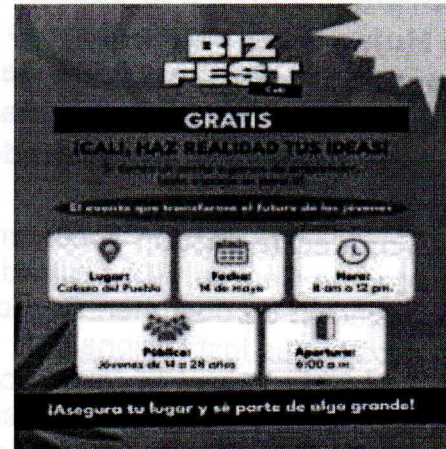 BIZ
FEST
Cali
GRATIS
¡CALI, HAZ REALIDAD TUS IDEAS!
El evento que transforma el futuro de los jóvenes
Lugar:
Coliseo del Pueblo
Fecha:
14 de mayo
Hora:
8 am a 12 pm.
Público:
Jóvenes de 14 a 28 años
Apertura:
6:00 a.m.
¡Asegura tu lugar y sé parte de algo grande!